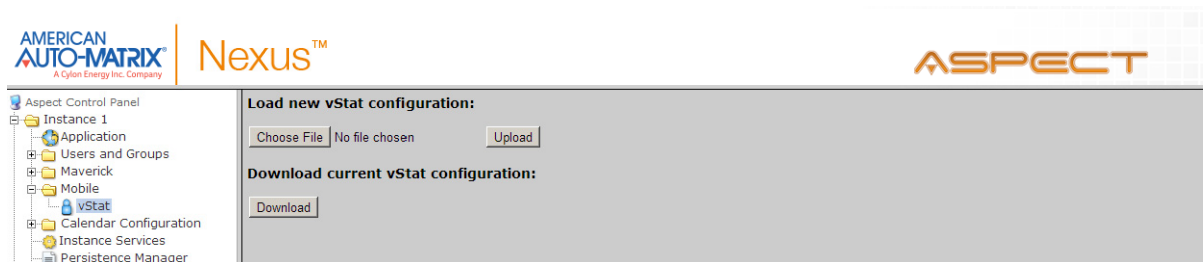 AMERICAN
AUTO-MATRIX®
A Cylon Energy Inc. Company
Nexus™
ASPECT
Aspect Control Panel
Instance 1
Application
Users and Groups
Maverick
Mobile
vStat
Calendar Configuration
Instance Services
Persistence Manager
Load new vStat configuration:
Choose File No file chosen Upload
Download current vStat configuration:
Download